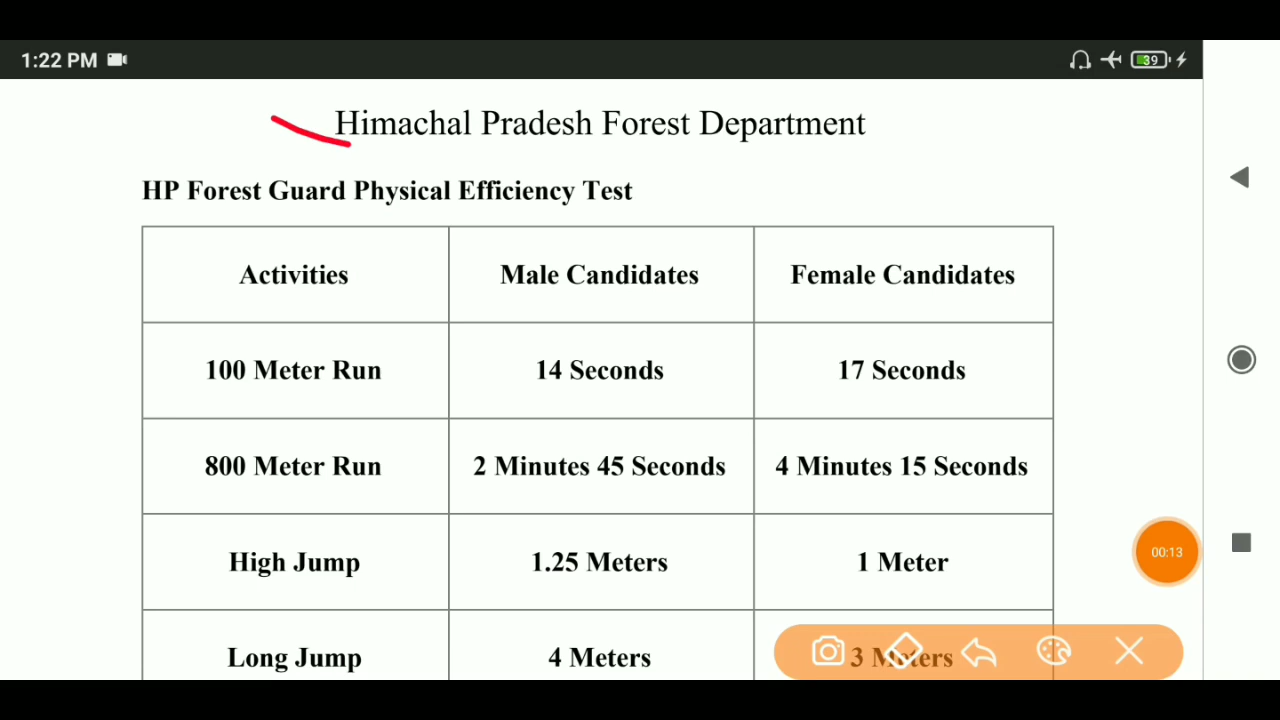 1:22 PM
39
Himachal Pradesh Forest Department
HP Forest Guard Physical Efficiency Test
Activities Male Candidates Female Candidates
100 Meter Run 14 Seconds 17 Seconds
800 Meter Run 2 Minutes 45 Seconds 4 Minutes 15 Seconds
00:13
High Jump 1.25 Meters 1 Meter
Long Jump 4 Meters 3 Meters